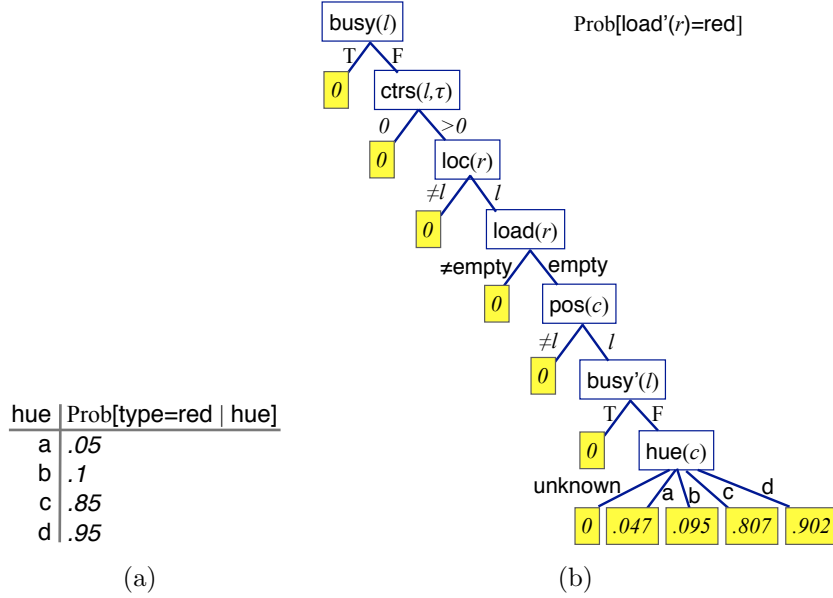 busy(l)
Prob[load'(r)=red]
T F
0 ctrs(l,τ)
0 >0
0 loc(r)
≠l l
0 load(r)
≠empty empty
0 pos(c)
≠l l
0 busy'(l)
T F
0 hue(c)
unknown a b c d
0 .047 .095 .807 .902
hue Prob[type=red | hue]
a .05
b .1
c .85
d .95
(a) (b)